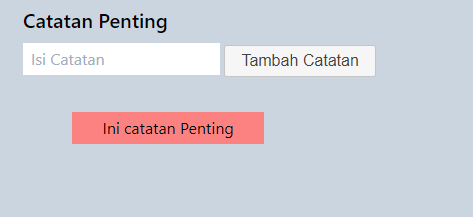 Catatan Penting
Isi Catatan
Tambah Catatan
Ini catatan Penting